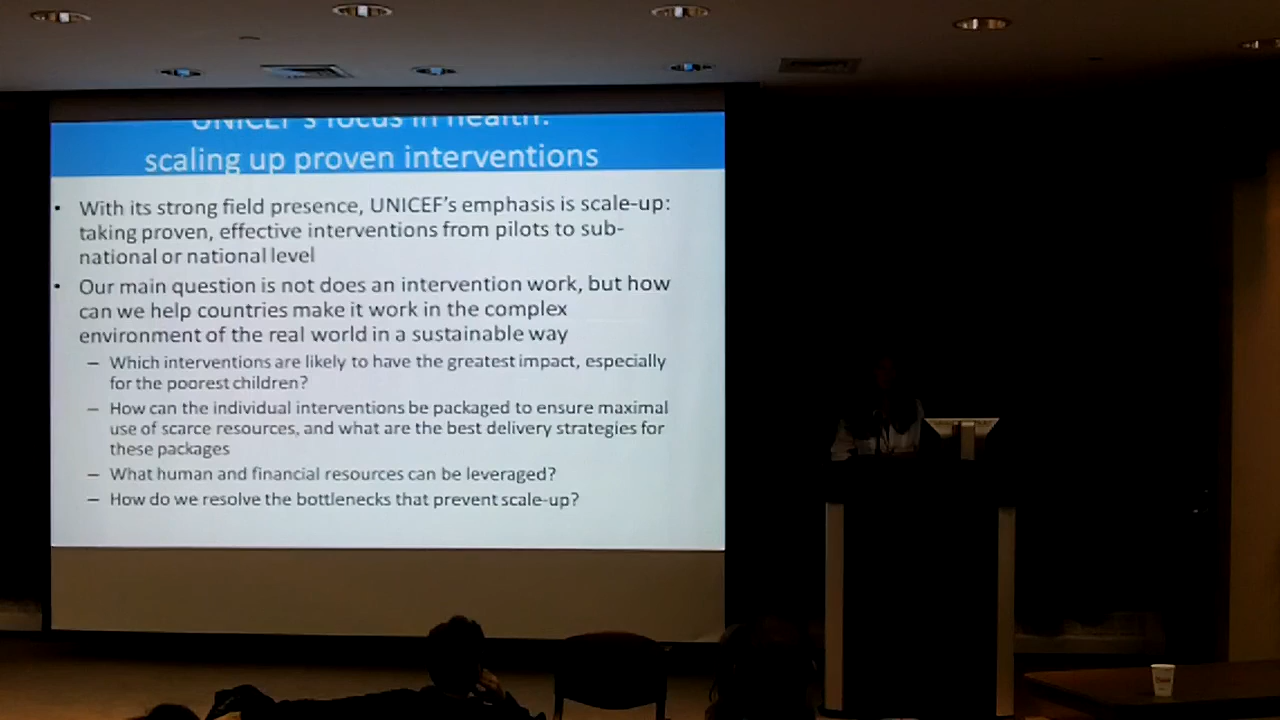 UNICEF's focus in health:
scaling up proven interventions
• With its strong field presence, UNICEF's emphasis is scale-up:
taking proven, effective interventions from pilots to sub-
national or national level
• Our main question is not does an intervention work, but how
can we help countries make it work in the complex
environment of the real world in a sustainable way
– Which interventions are likely to have the greatest impact, especially
for the poorest children?
– How can the individual interventions be packaged to ensure maximal
use of scarce resources, and what are the best delivery strategies for
these packages
– What human and financial resources can be leveraged?
– How do we resolve the bottlenecks that prevent scale-up?